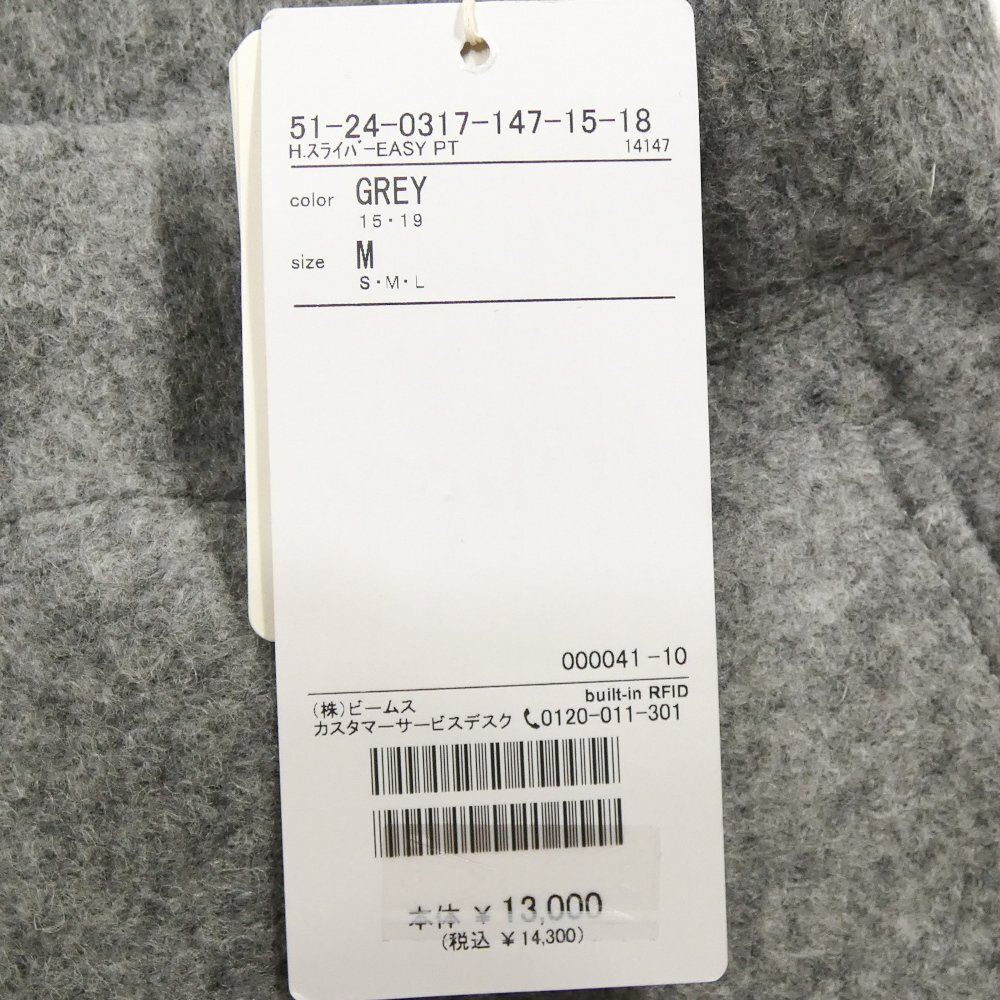 51-24-0317-147-15-18
H.スライバーEASY PT 14147
color GREY
15・19
size M
S・M・L
000041-10
built-in RFID
(株)ビームス
カスタマーサービスデスク 0120-011-301
本体 ¥ 13,000
(税込 ¥ 14,300)